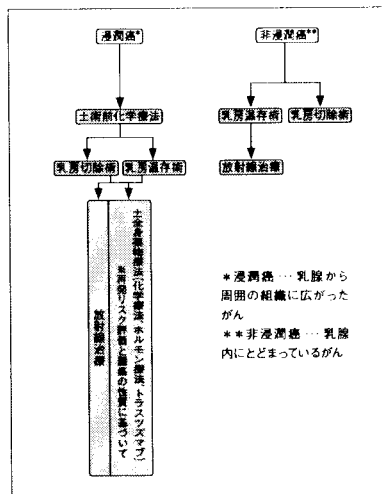 浸潤癌*
非浸潤癌**
±術前化学療法
乳房温存術
乳房切除術
乳房切除術
乳房温存術
放射線治療
±全身薬物療法(化学療法、ホルモン療法、トラスツズマブ)
※再発リスク評価と腫瘍の性質に基づいて
放射線治療
*浸潤癌…乳腺から
周囲の組織に広がった
がん
**非浸潤癌…乳腺
内にとどまっているがん